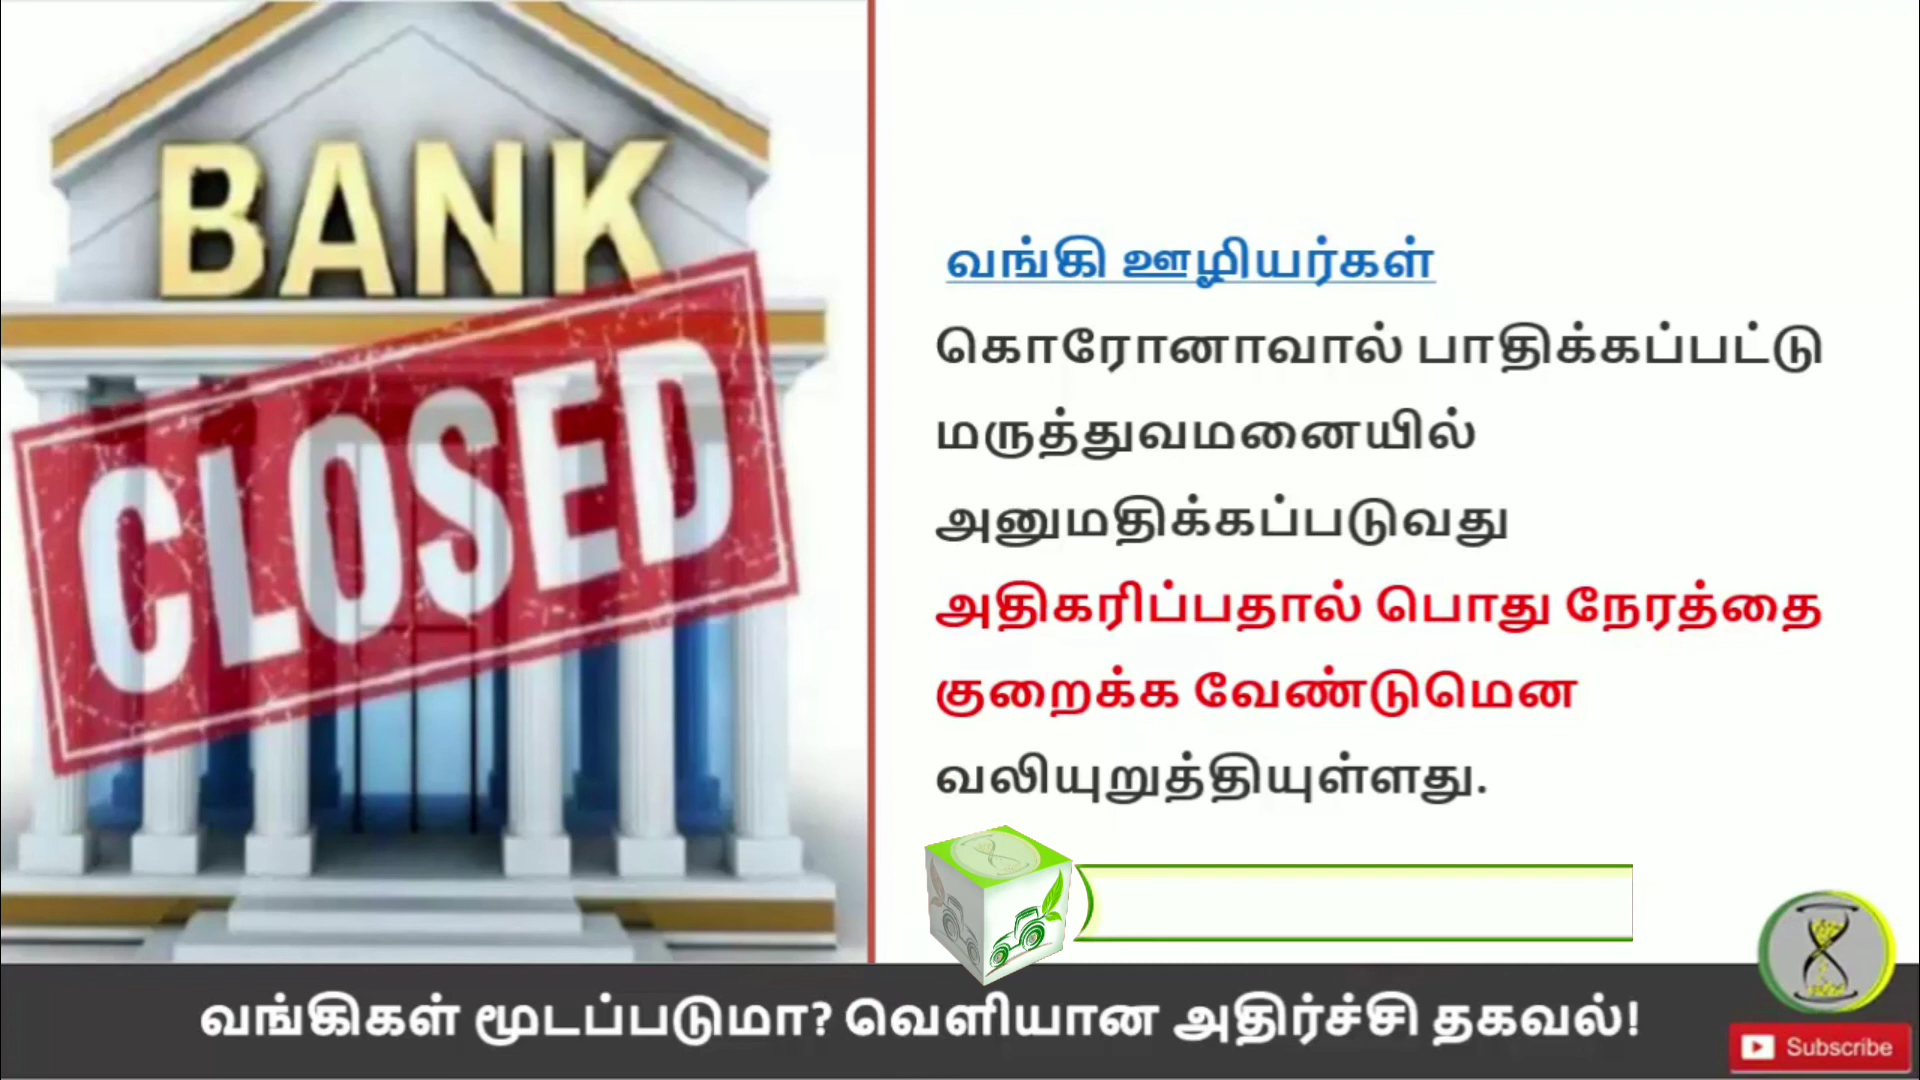 BANK
CLOSED
வங்கி ஊழியர்கள்
கொரோனாவால் பாதிக்கப்பட்டு
மருத்துவமனையில்
அனுமதிக்கப்படுவது
அதிகரிப்பதால் பொது நேரத்தை
குறைக்க வேண்டுமென
வலியுறுத்தியுள்ளது.
வங்கிகள் மூடப்படுமா? வெளியான அதிர்ச்சி தகவல்!
Subscribe